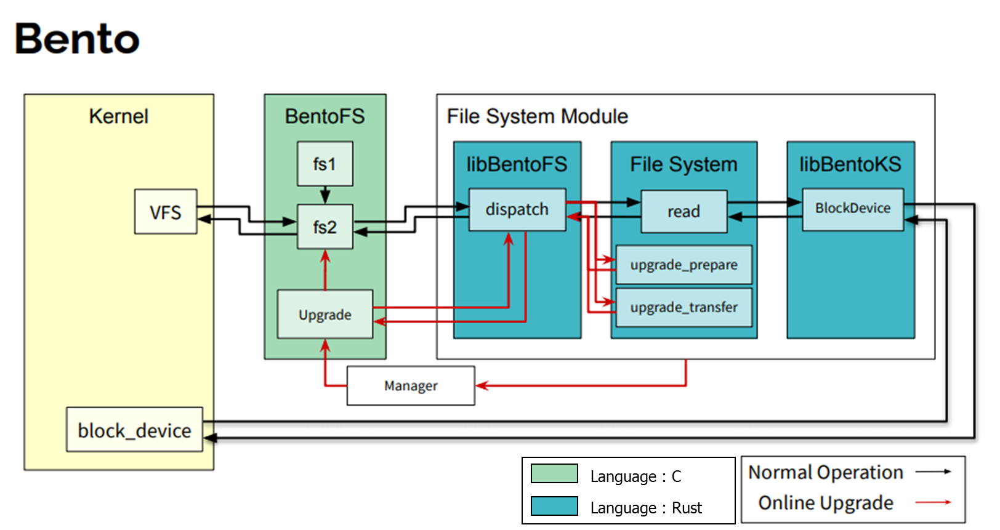 Bento
Kernel
BentoFS
File System Module
fs1
libBentoFS
File System
libBentoKS
VFS
fs2
dispatch
read
BlockDevice
upgrade_prepare
Upgrade
upgrade_transfer
Manager
block_device
Language : C
Language : Rust
Normal Operation
Online Upgrade